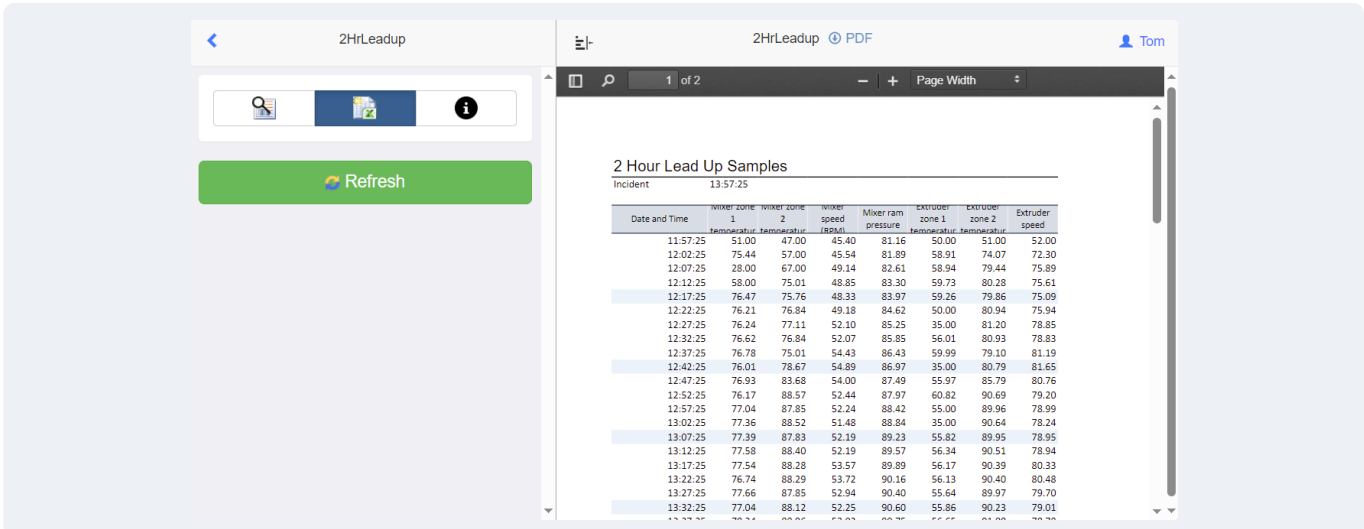 2HrLeadup
Refresh
2HrLeadup PDF
Tom
1 of 2
Page Width
2 Hour Lead Up Samples
Incident 13:57:25
Date and Time Mixer zone 1 temperatur Mixer zone 2 temperatur Mixer speed (RPM) Mixer ram pressure Extruder zone 1 temperatur Extruder zone 2 temperatur Extruder speed
11:57:25 51.00 47.00 45.40 81.16 50.00 51.00 52.00
12:02:25 75.44 57.00 45.54 81.89 58.91 74.07 72.30
12:07:25 28.00 67.00 49.14 82.61 58.94 79.44 75.89
12:12:25 58.00 75.01 48.85 83.30 59.73 80.28 75.61
12:17:25 76.47 75.76 48.33 83.97 59.26 79.86 75.09
12:22:25 76.21 76.84 49.18 84.62 50.00 80.94 75.94
12:27:25 76.24 77.11 52.10 85.25 35.00 81.20 78.85
12:32:25 76.62 76.84 52.07 85.85 56.01 80.93 78.83
12:37:25 76.78 75.01 54.43 86.43 59.99 79.10 81.19
12:42:25 76.01 78.67 54.89 86.97 35.00 80.79 81.65
12:47:25 76.93 83.68 54.00 87.49 55.97 85.79 80.76
12:52:25 76.17 88.57 52.44 87.97 60.82 90.69 79.20
12:57:25 77.04 87.85 52.24 88.42 55.00 89.96 78.99
13:02:25 77.36 88.52 51.48 88.84 35.00 90.64 78.24
13:07:25 77.39 87.83 52.19 89.23 55.82 89.95 78.95
13:12:25 77.58 88.40 52.19 89.57 56.34 90.51 78.94
13:17:25 77.54 88.28 53.57 89.89 56.17 90.39 80.33
13:22:25 76.74 88.29 53.72 90.16 56.13 90.40 80.48
13:27:25 77.66 87.85 52.94 90.40 55.64 89.97 79.70
13:32:25 77.04 88.12 52.25 90.60 55.86 90.23 79.01